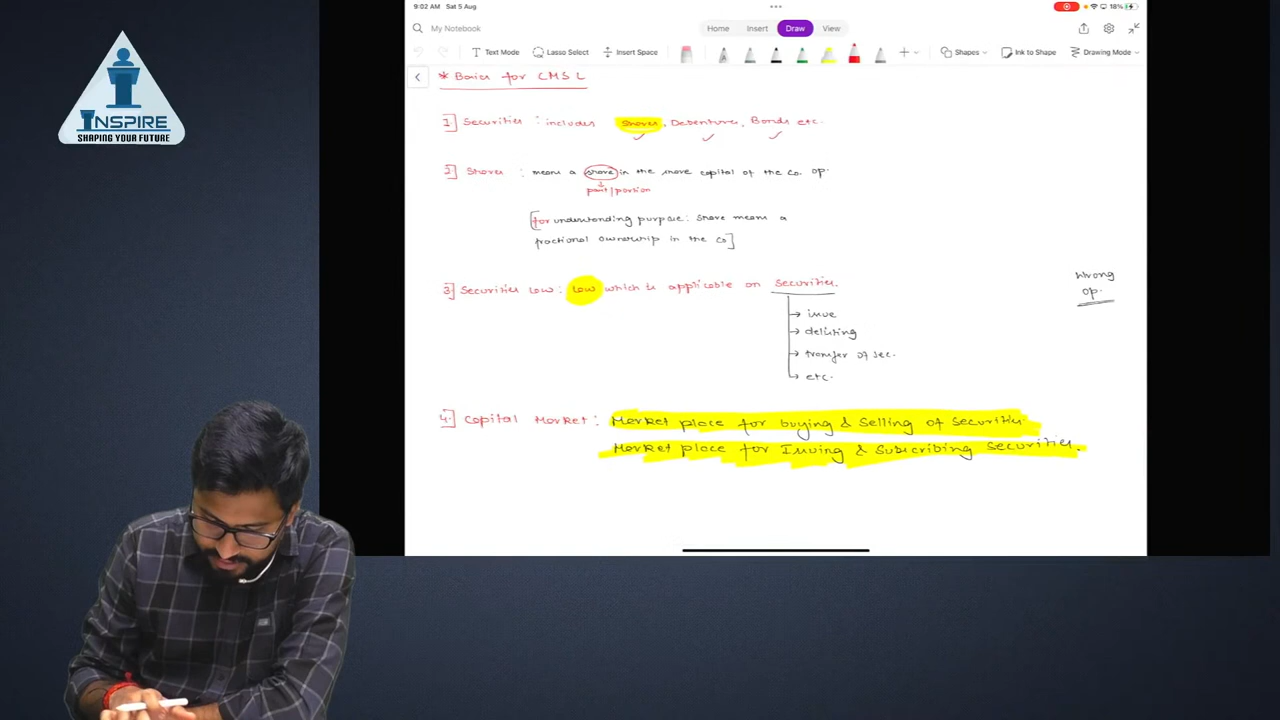 9:02 AM Sat 5 Aug
18%
My Notebook
Home Insert Draw View
Text Mode Lasso Select Insert Space Shapes Ink to Shape Drawing Mode
INSPIRE
SHAPING YOUR FUTURE
* Basics for CMSL
1] Securities : includes Shares, Debentures, Bonds etc.
2] Shares : means a share in the share capital of the Co. op.
part/portion
[for understanding purpose: Share means a
fractional ownership in the Co]
3] Securities Law: Law which is applicable on Securities.
Wrong
op.
issue
delisting
transfer of sec.
etc.
4] Capital Market: Market place for buying & Selling of Securities
Market place for Issuing & Subscribing Securities.